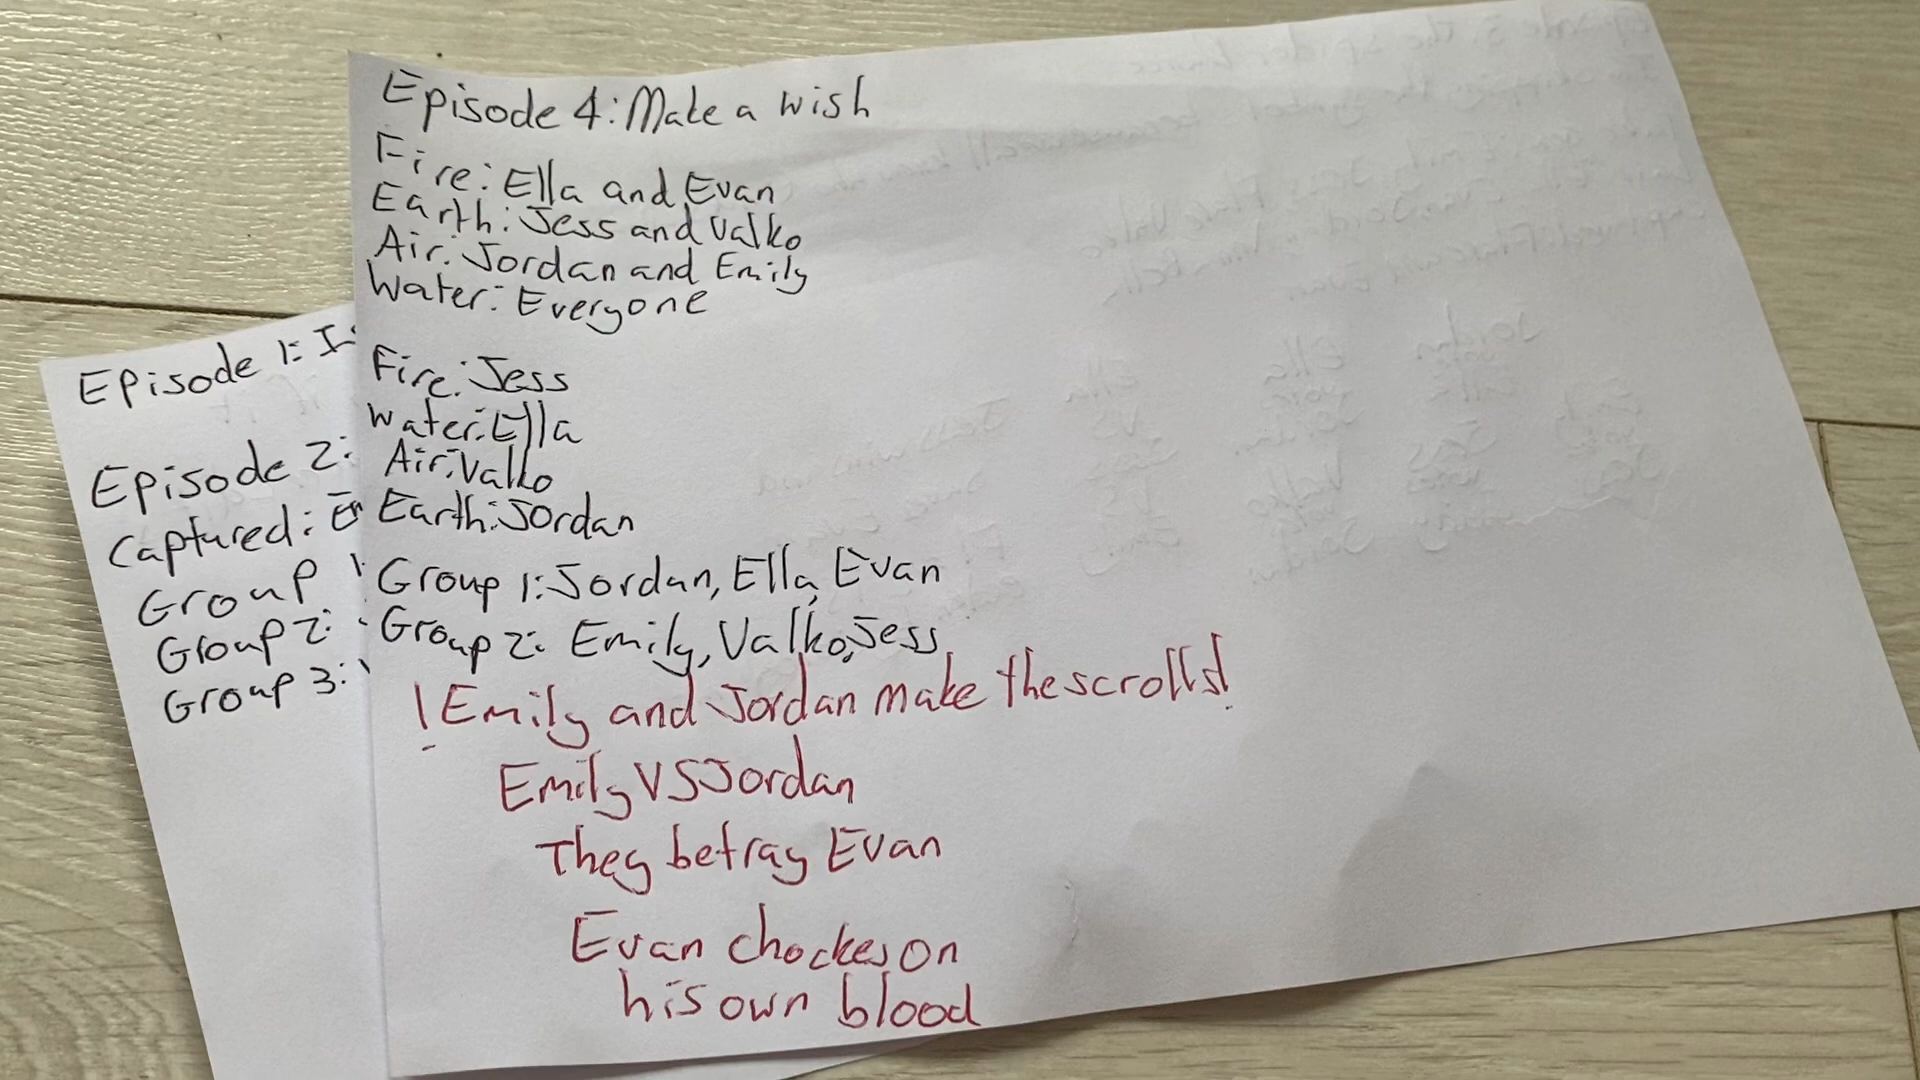 Episode 4: Make a wish
Fire: Ella and Evan
Earth: Jess and Valko
Air: Jordan and Emily
Water: Everyone
Fire: Jess
Water: Ella
Air: Valko
Earth: Jordan
Group 1: Jordan, Ella, Evan
Group 2: Emily, Valko, Jess
! Emily and Jordan make the scrolls!
Emily VS Jordan
They betray Evan
Evan chockes on
his own blood
Episode 1:
Episode 2:
Captured:
Group 1:
Group 2:
Group 3: